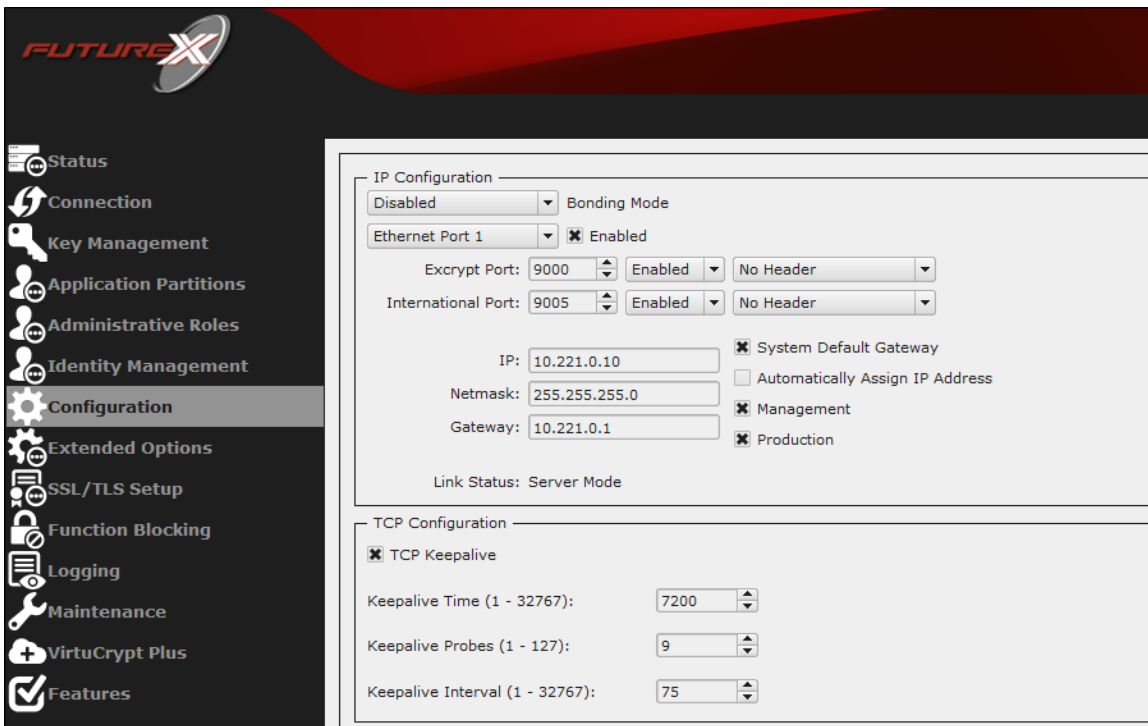 FUTUREX
Status
Connection
Key Management
Application Partitions
Administrative Roles
Identity Management
Configuration
Extended Options
SSL/TLS Setup
Function Blocking
Logging
Maintenance
VirtuCrypt Plus
Features
IP Configuration
Disabled Bonding Mode
Ethernet Port 1 Enabled
Excrypt Port: 9000 Enabled No Header
International Port: 9005 Enabled No Header
IP: 10.221.0.10
Netmask: 255.255.255.0
Gateway: 10.221.0.1
System Default Gateway
Automatically Assign IP Address
Management
Production
Link Status: Server Mode
TCP Configuration
TCP Keepalive
Keepalive Time (1 - 32767): 7200
Keepalive Probes (1 - 127): 9
Keepalive Interval (1 - 32767): 75